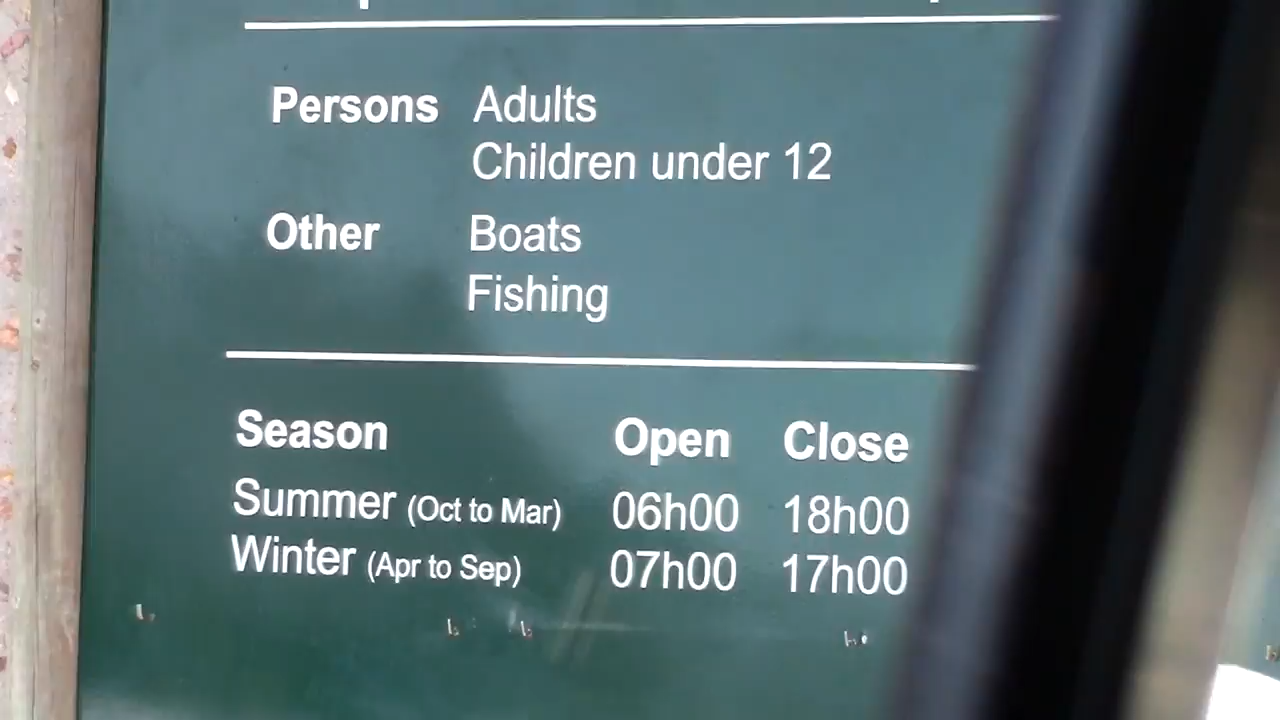 Persons Adults
Children under 12
Other Boats
Fishing
Season Open Close
Summer (Oct to Mar) 06h00 18h00
Winter (Apr to Sep) 07h00 17h00